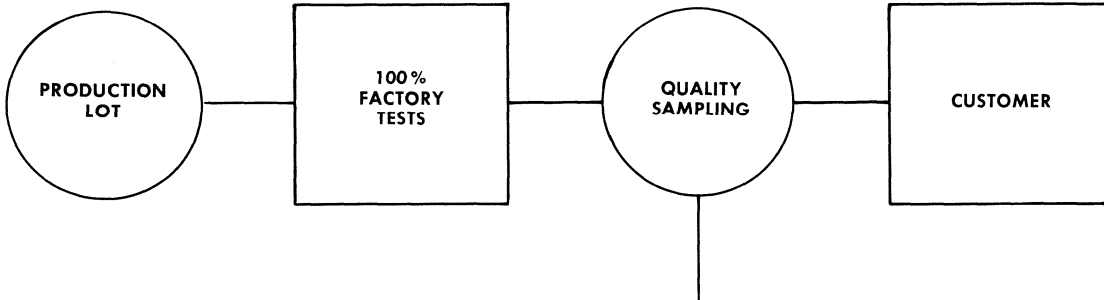 PRODUCTION
LOT
100%
FACTORY
TESTS
QUALITY
SAMPLING
CUSTOMER